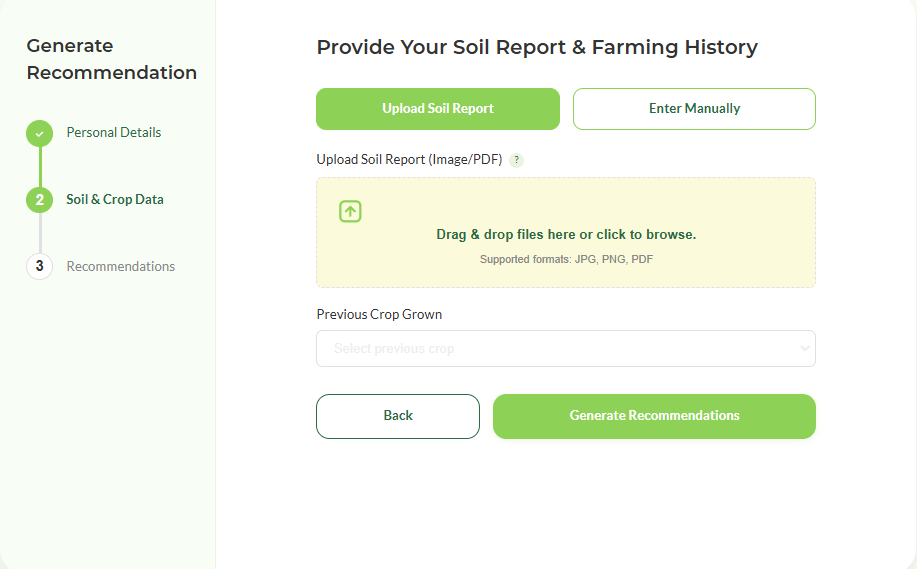 Generate
Recommendation
Personal Details
2 Soil & Crop Data
3 Recommendations
Provide Your Soil Report & Farming History
Upload Soil Report
Enter Manually
Upload Soil Report (Image/PDF) ?
Drag & drop files here or click to browse.
Supported formats: JPG, PNG, PDF
Previous Crop Grown
Select previous crop
Back
Generate Recommendations